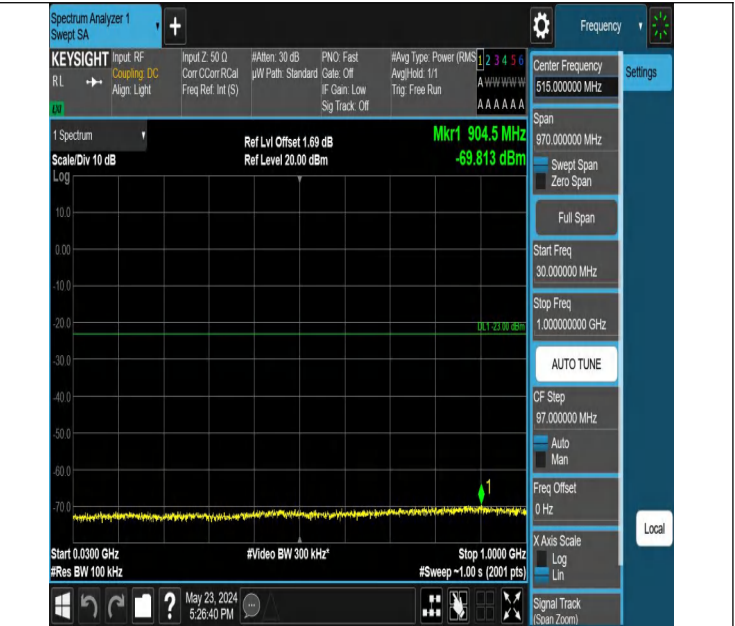 Spectrum Analyzer 1
Swept SA
+
Frequency
KEYSIGHT
RL
Input: RF
Coupling: DC
Align: Light
Input Z: 50 Ω
Corr CCorr RCal
Freq Ref: Int (S)
#Atten: 30 dB
µW Path: Standard
PNO: Fast
Gate: Off
IF Gain: Low
Sig Track: Off
#Avg Type: Power (RMS
Avg|Hold: 1/1
Trig: Free Run
1 2 3 4 5 6
A W W W W W
A A A A A A
Center Frequency
515.000000 MHz
Settings
Span
970.000000 MHz
Swept Span
Zero Span
Full Span
Start Freq
30.000000 MHz
Stop Freq
1.000000000 GHz
AUTO TUNE
CF Step
97.000000 MHz
Auto
Man
Freq Offset
0 Hz
X Axis Scale
Log
Lin
Signal Track
(Span Zoom)
Local
1 Spectrum
Scale/Div 10 dB
Log
Ref Lvl Offset 1.69 dB
Ref Level 20.00 dBm
Mkr1 904.5 MHz
-69.813 dBm
10.0
0.00
-10.0
-20.0
DL1 -23.00 dBm
-30.0
-40.0
-50.0
-60.0
-70.0
1
Start 0.0300 GHz
#Res BW 100 kHz
#Video BW 300 kHz*
Stop 1.0000 GHz
#Sweep ~1.00 s (2001 pts)
?
May 23, 2024
5:26:40 PM